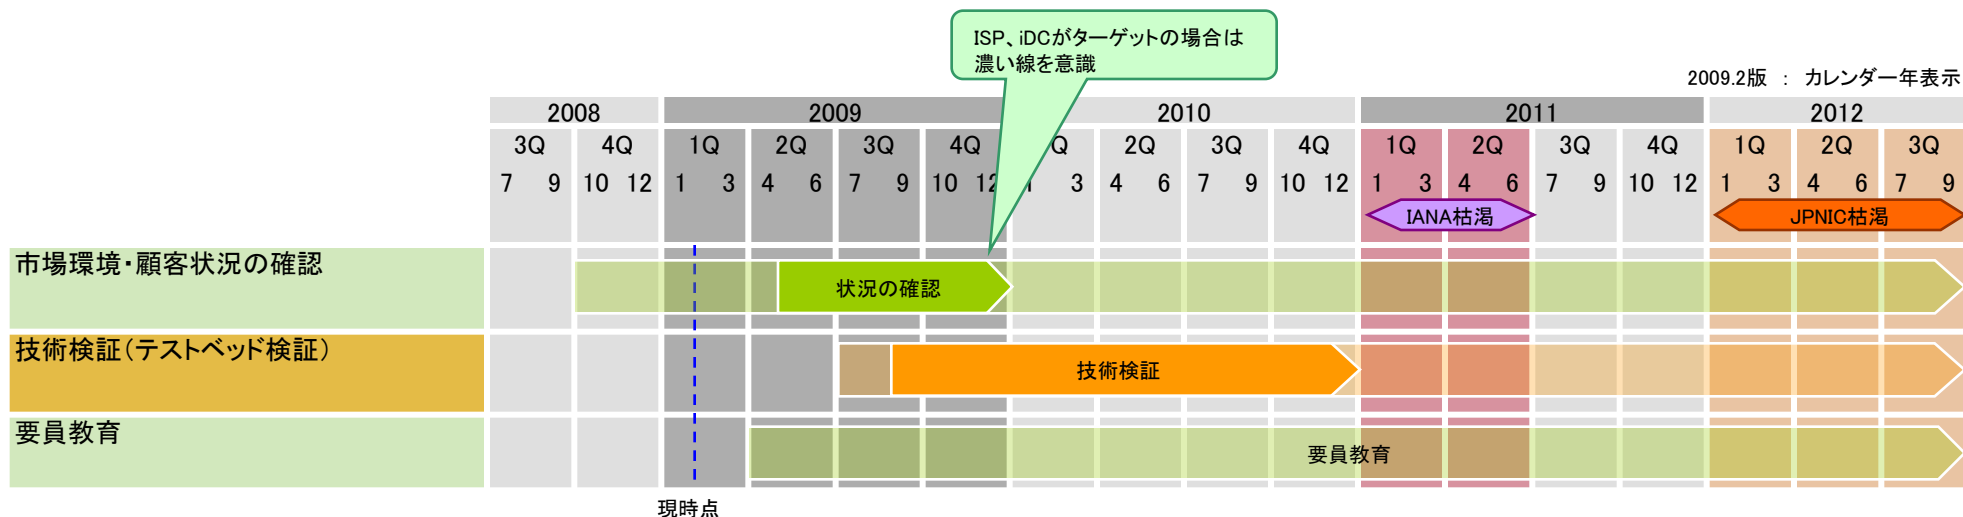 ISP、iDCがターゲットの場合は
濃い線を意識
2009.2版 ： カレンダー年表示
2008 2009 2010 2011 2012
3Q 4Q 1Q 2Q 3Q 4Q Q 2Q 3Q 4Q 1Q 2Q 3Q 4Q 1Q 2Q 3Q
7 9 10 12 1 3 4 6 7 9 10 12 1 3 4 6 7 9 10 12 1 3 4 6 7 9 10 12 1 3 4 6 7 9
IANA枯渇 JPNIC枯渇
市場環境・顧客状況の確認
状況の確認
技術検証（テストベッド検証）
技術検証
要員教育
要員教育
現時点